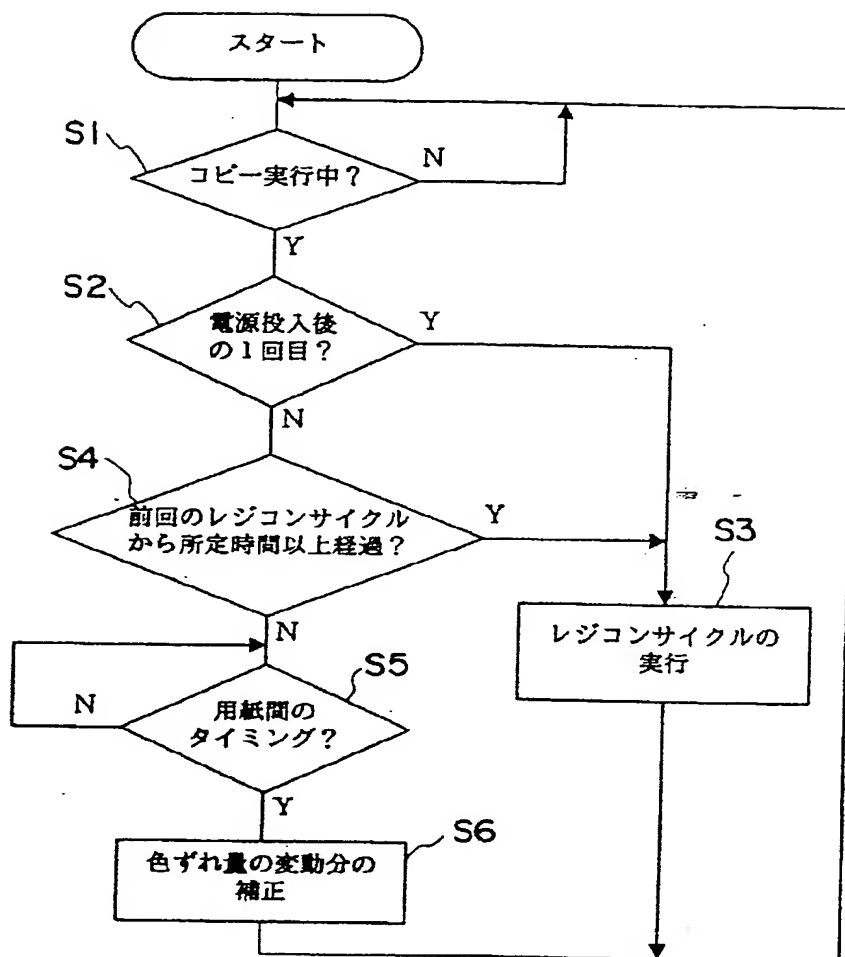 スタート
S1
コピー実行中？
N
Y
S2
電源投入後
の１回目？
Y
N
S4
前回のレジコンサイクル
から所定時間以上経過？
Y
N
S3
レジコンサイクルの
実行
S5
用紙間の
タイミング？
N
Y
S6
色ずれ量の変動分の
補正